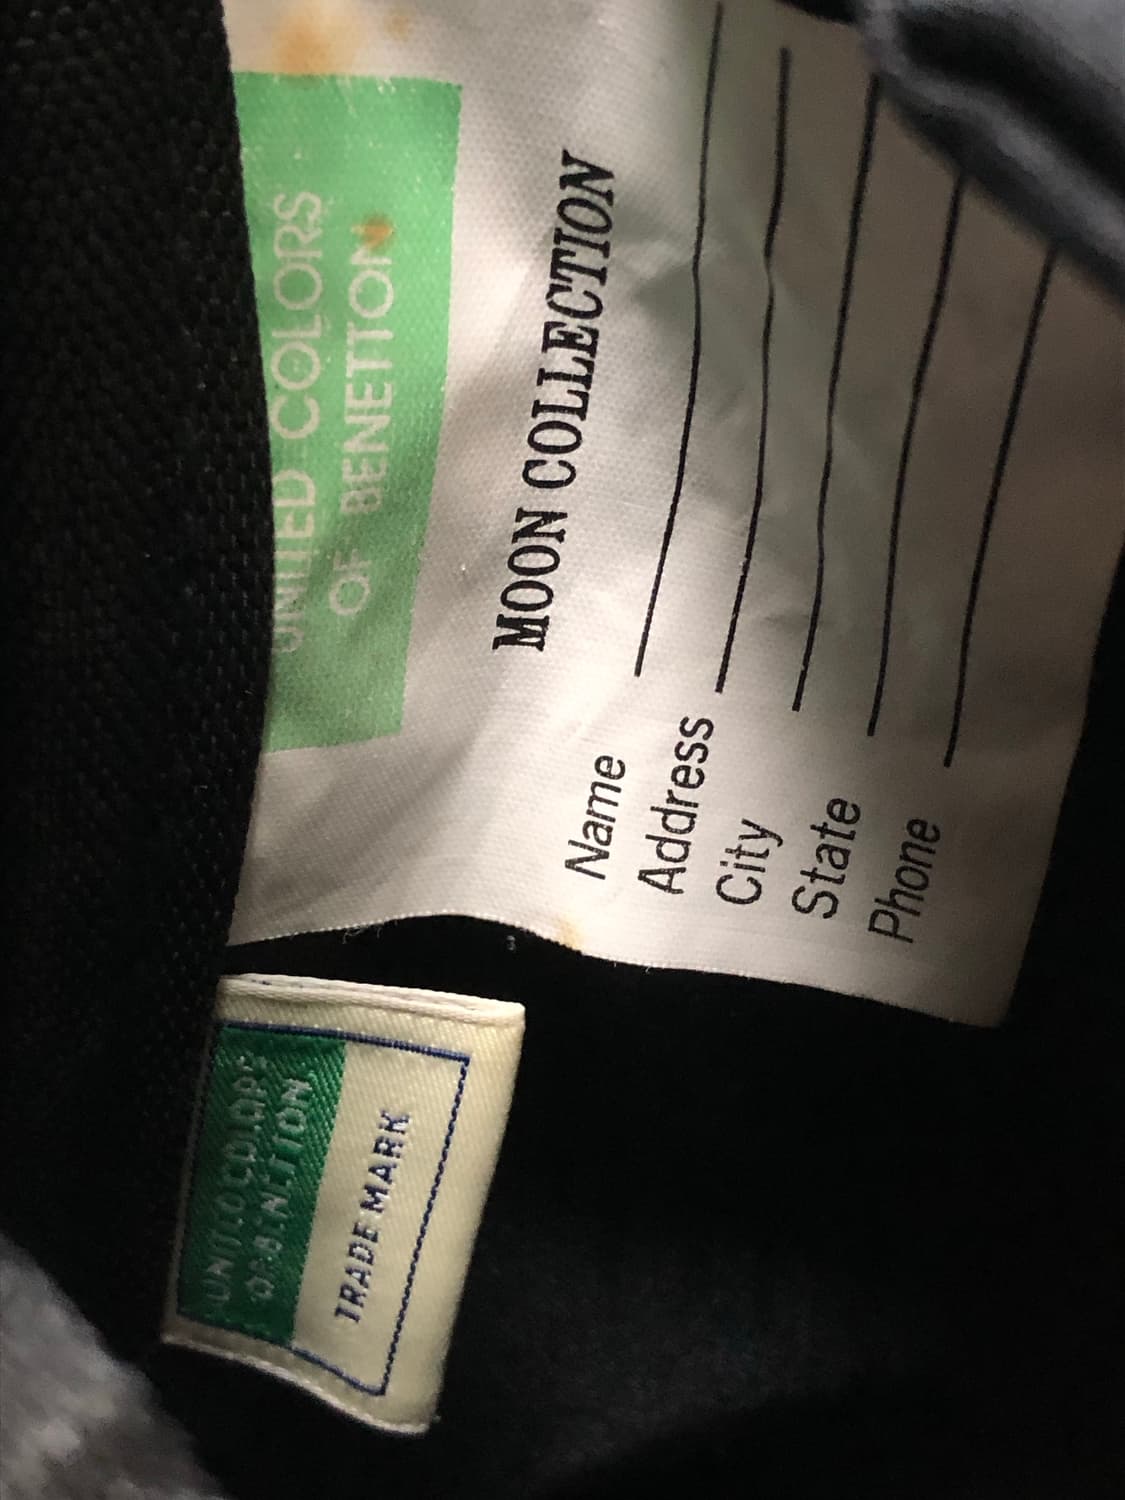 UNITED COLORS
OF BENETTON
MOON COLLECTION
Name
Address
City
State
Phone
UNITED COLORS
OF BENETTON
TRADE MARK